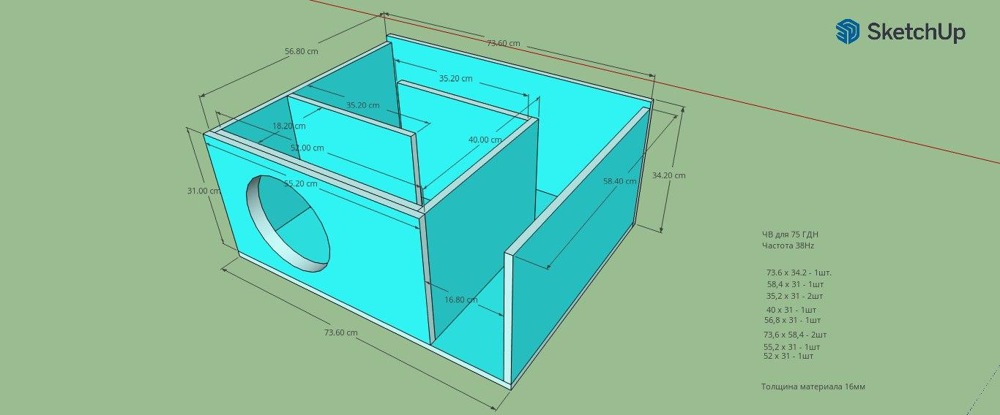 SketchUp
73.60 cm
56.80 cm
35.20 cm
35.20 cm
18.20 cm
40.00 cm
52.00 cm
34.20 cm
58.40 cm
55.20 cm
31.00 cm
16.80 cm
73.60 cm
ЧВ для 75 ГДН
Частота 38Hz
73.6 x 34.2 - 1шт.
58,4 x 31 - 1шт
35,2 x 31 - 2шт
40 x 31 - 1шт
56,8 x 31 - 1шт
73,6 x 58,4 - 2шт
55,2 x 31 - 1шт
52 x 31 - 1шт
Толщина материала 16мм